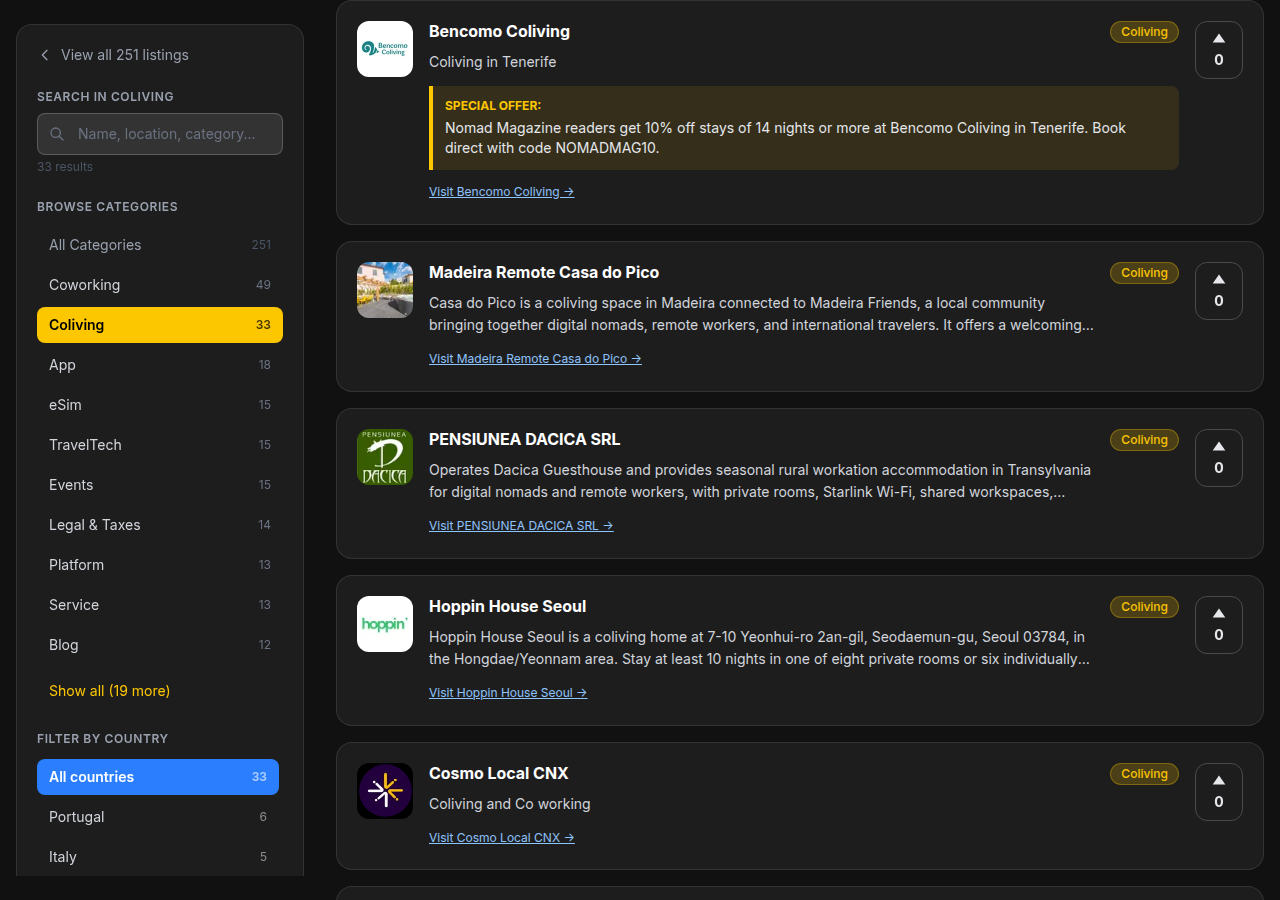 View all 251 listings
SEARCH IN COLIVING
Name, location, category...
33 results
BROWSE CATEGORIES
All Categories 251
Coworking 49
Coliving 33
App 18
eSim 15
TravelTech 15
Events 15
Legal & Taxes 14
Platform 13
Service 13
Blog 12
Show all (19 more)
FILTER BY COUNTRY
All countries 33
Portugal 6
Italy 5
Bencomo Coliving
Bencomo Coliving
Coliving
0
Coliving in Tenerife
SPECIAL OFFER:
Nomad Magazine readers get 10% off stays of 14 nights or more at Bencomo Coliving in Tenerife. Book
direct with code NOMADMAG10.
Visit Bencomo Coliving →
Madeira Remote Casa do Pico
Coliving
0
Casa do Pico is a coliving space in Madeira connected to Madeira Friends, a local community
bringing together digital nomads, remote workers, and international travelers. It offers a welcoming...
Visit Madeira Remote Casa do Pico →
PENSIUNEA
DACICA
PENSIUNEA DACICA SRL
Coliving
0
Operates Dacica Guesthouse and provides seasonal rural workation accommodation in Transylvania
for digital nomads and remote workers, with private rooms, Starlink Wi-Fi, shared workspaces,...
Visit PENSIUNEA DACICA SRL →
hoppin'
Hoppin House Seoul
Coliving
0
Hoppin House Seoul is a coliving home at 7-10 Yeonhui-ro 2an-gil, Seodaemun-gu, Seoul 03784, in
the Hongdae/Yeonnam area. Stay at least 10 nights in one of eight private rooms or six individually...
Visit Hoppin House Seoul →
Cosmo Local CNX
Coliving
0
Coliving and Co working
Visit Cosmo Local CNX →